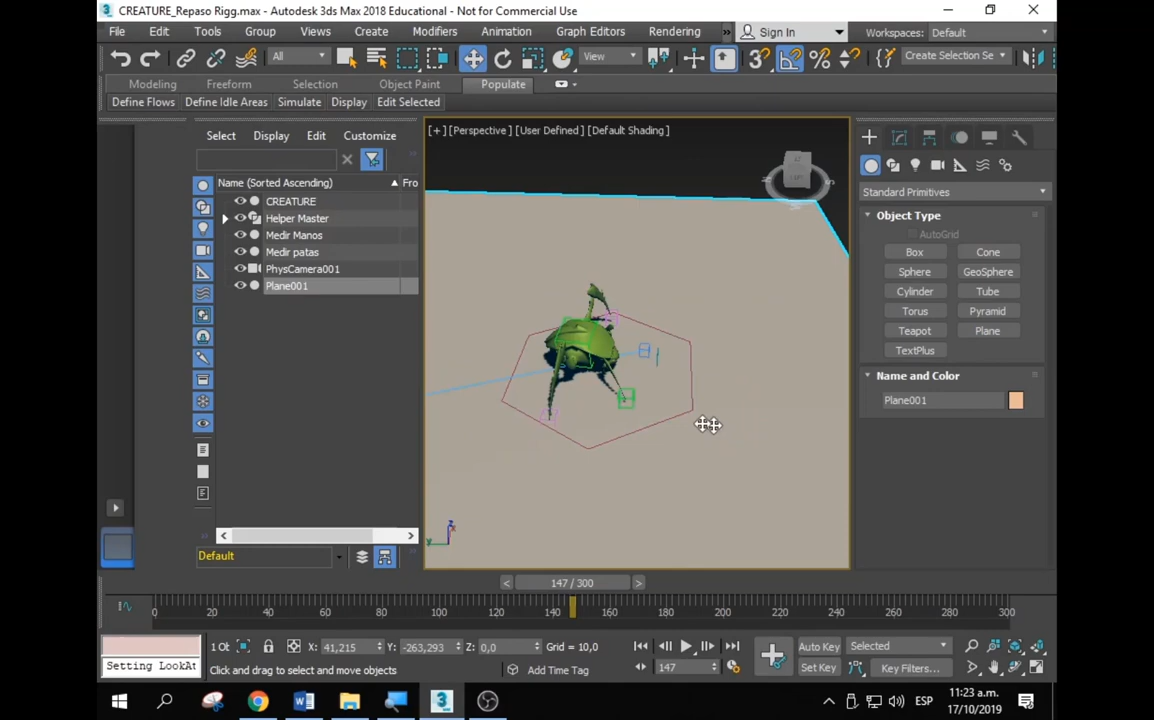 CREATURE_Repaso Rigg.max - Autodesk 3ds Max 2018 Educational - Not for Commercial Use
File Edit Tools Group Views Create Modifiers Animation Graph Editors Rendering » Sign In Workspaces: Default
All View Create Selection Se
Modeling Freeform Selection Object Paint Populate
Define Flows Define Idle Areas Simulate Display Edit Selected
Select Display Edit Customize
[+] [Perspective] [User Defined] [Default Shading]
Standard Primitives
Name (Sorted Ascending) Fro
CREATURE
Helper Master
Medir Manos
Medir patas
PhysCamera001
Plane001
Object Type
AutoGrid
Box Cone
Sphere GeoSphere
Cylinder Tube
Torus Pyramid
Teapot Plane
TextPlus
Name and Color
Plane001
Default
147 / 300
0 20 40 60 80 100 120 140 160 180 200 220 240 260 280 300
1 Ob X: 41,215 Y: -263,293 Z: 0,0 Grid = 10,0 Auto Key Selected
Setting LookAt Click and drag to select and move objects Add Time Tag 147 Set Key Key Filters...
ESP
11:23 a.m.
17/10/2019